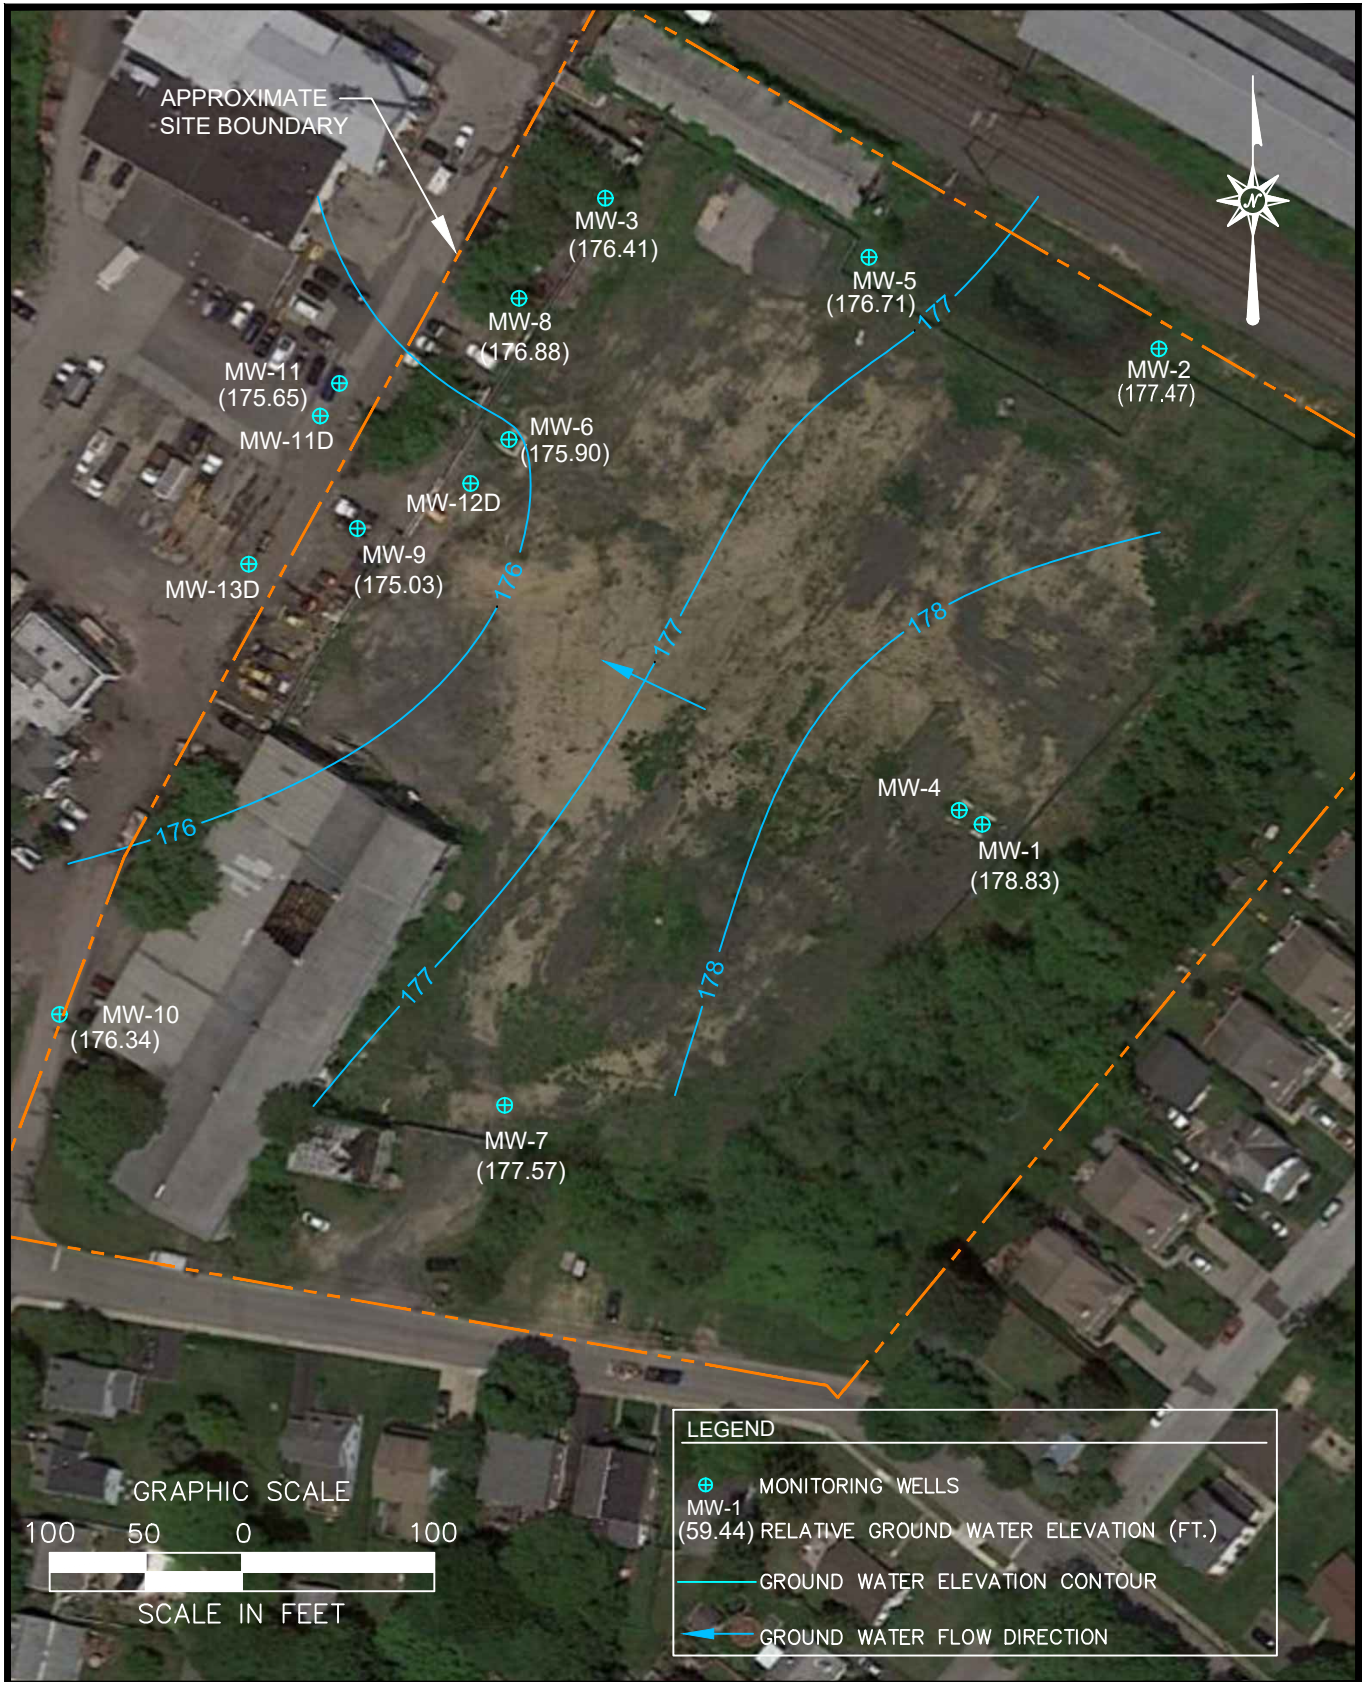 APPROXIMATE
SITE BOUNDARY
N
MW-3
(176.41)
MW-5
(176.71)
177
MW-8
(176.88)
MW-2
(177.47)
MW-11
(175.65)
MW-11D
MW-6
(175.90)
MW-12D
MW-9
(175.03)
MW-13D
176
178
177
MW-4
MW-1
(178.83)
176
177
178
MW-10
(176.34)
MW-7
(177.57)
GRAPHIC SCALE
100 50 0 100
SCALE IN FEET
LEGEND
MONITORING WELLS
MW-1
(59.44) RELATIVE GROUND WATER ELEVATION (FT.)
GROUND WATER ELEVATION CONTOUR
GROUND WATER FLOW DIRECTION